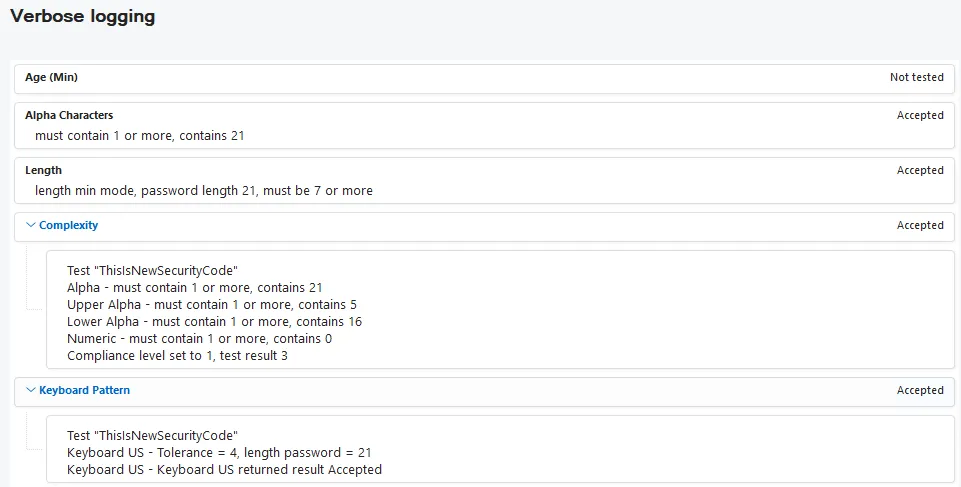 Verbose logging
Age (Min) Not tested
Alpha Characters Accepted
must contain 1 or more, contains 21
Length Accepted
length min mode, password length 21, must be 7 or more
Complexity Accepted
Test "ThisIsNewSecurityCode"
Alpha - must contain 1 or more, contains 21
Upper Alpha - must contain 1 or more, contains 5
Lower Alpha - must contain 1 or more, contains 16
Numeric - must contain 1 or more, contains 0
Compliance level set to 1, test result 3
Keyboard Pattern Accepted
Test "ThisIsNewSecurityCode"
Keyboard US - Tolerance = 4, length password = 21
Keyboard US - Keyboard US returned result Accepted